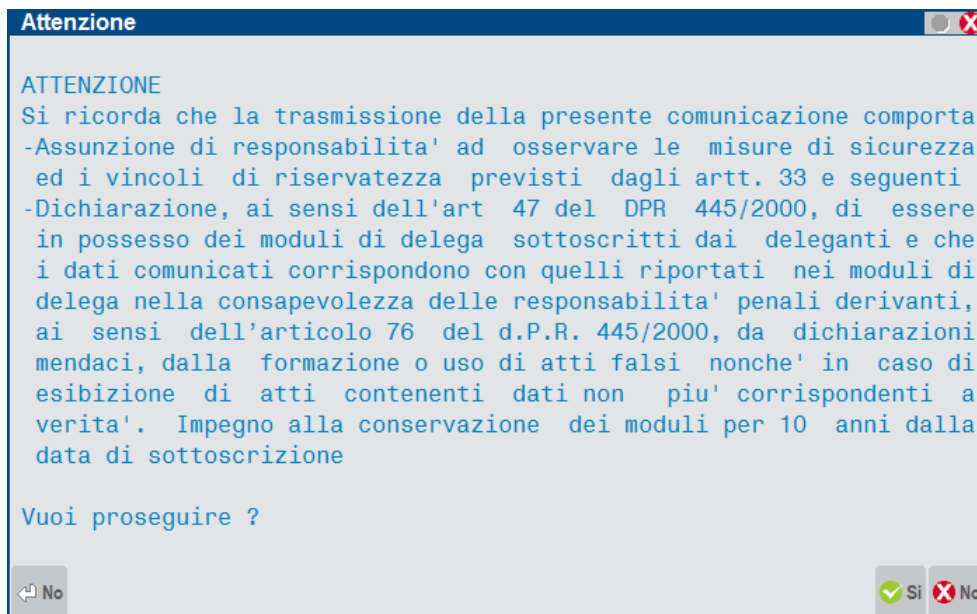 Attenzione
ATTENZIONE
Si ricorda che la trasmissione della presente comunicazione comporta
-Assunzione di responsabilita' ad osservare le misure di sicurezza
ed i vincoli di riservatezza previsti dagli artt. 33 e seguenti
-Dichiarazione, ai sensi dell'art 47 del DPR 445/2000, di essere
in possesso dei moduli di delega sottoscritti dai deleganti e che
i dati comunicati corrispondono con quelli riportati nei moduli di
delega nella consapevolezza delle responsabilita' penali derivanti,
ai sensi dell’articolo 76 del d.P.R. 445/2000, da dichiarazioni
mendaci, dalla formazione o uso di atti falsi nonche' in caso di
esibizione di atti contenenti dati non piu' corrispondenti a
verita'. Impegno alla conservazione dei moduli per 10 anni dalla
data di sottoscrizione
Vuoi proseguire ?
No Si No